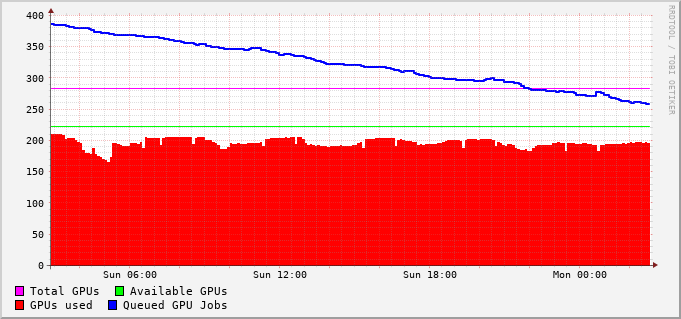 400
350
300
250
200
150
100
50
0
Sun 06:00 Sun 12:00 Sun 18:00 Mon 00:00
Total GPUs Available GPUs
GPUs used Queued GPU Jobs
RRDTOOL / TOBI OETIKER